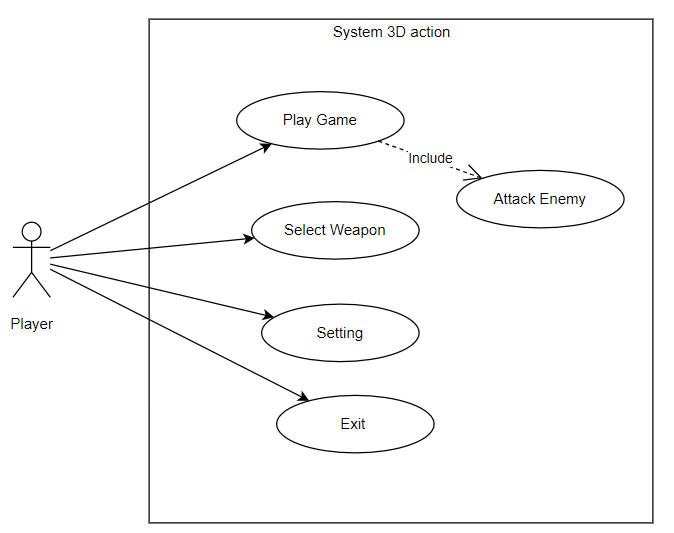 System 3D action
Play Game
Include
Attack Enemy
Select Weapon
Player
Setting
Exit